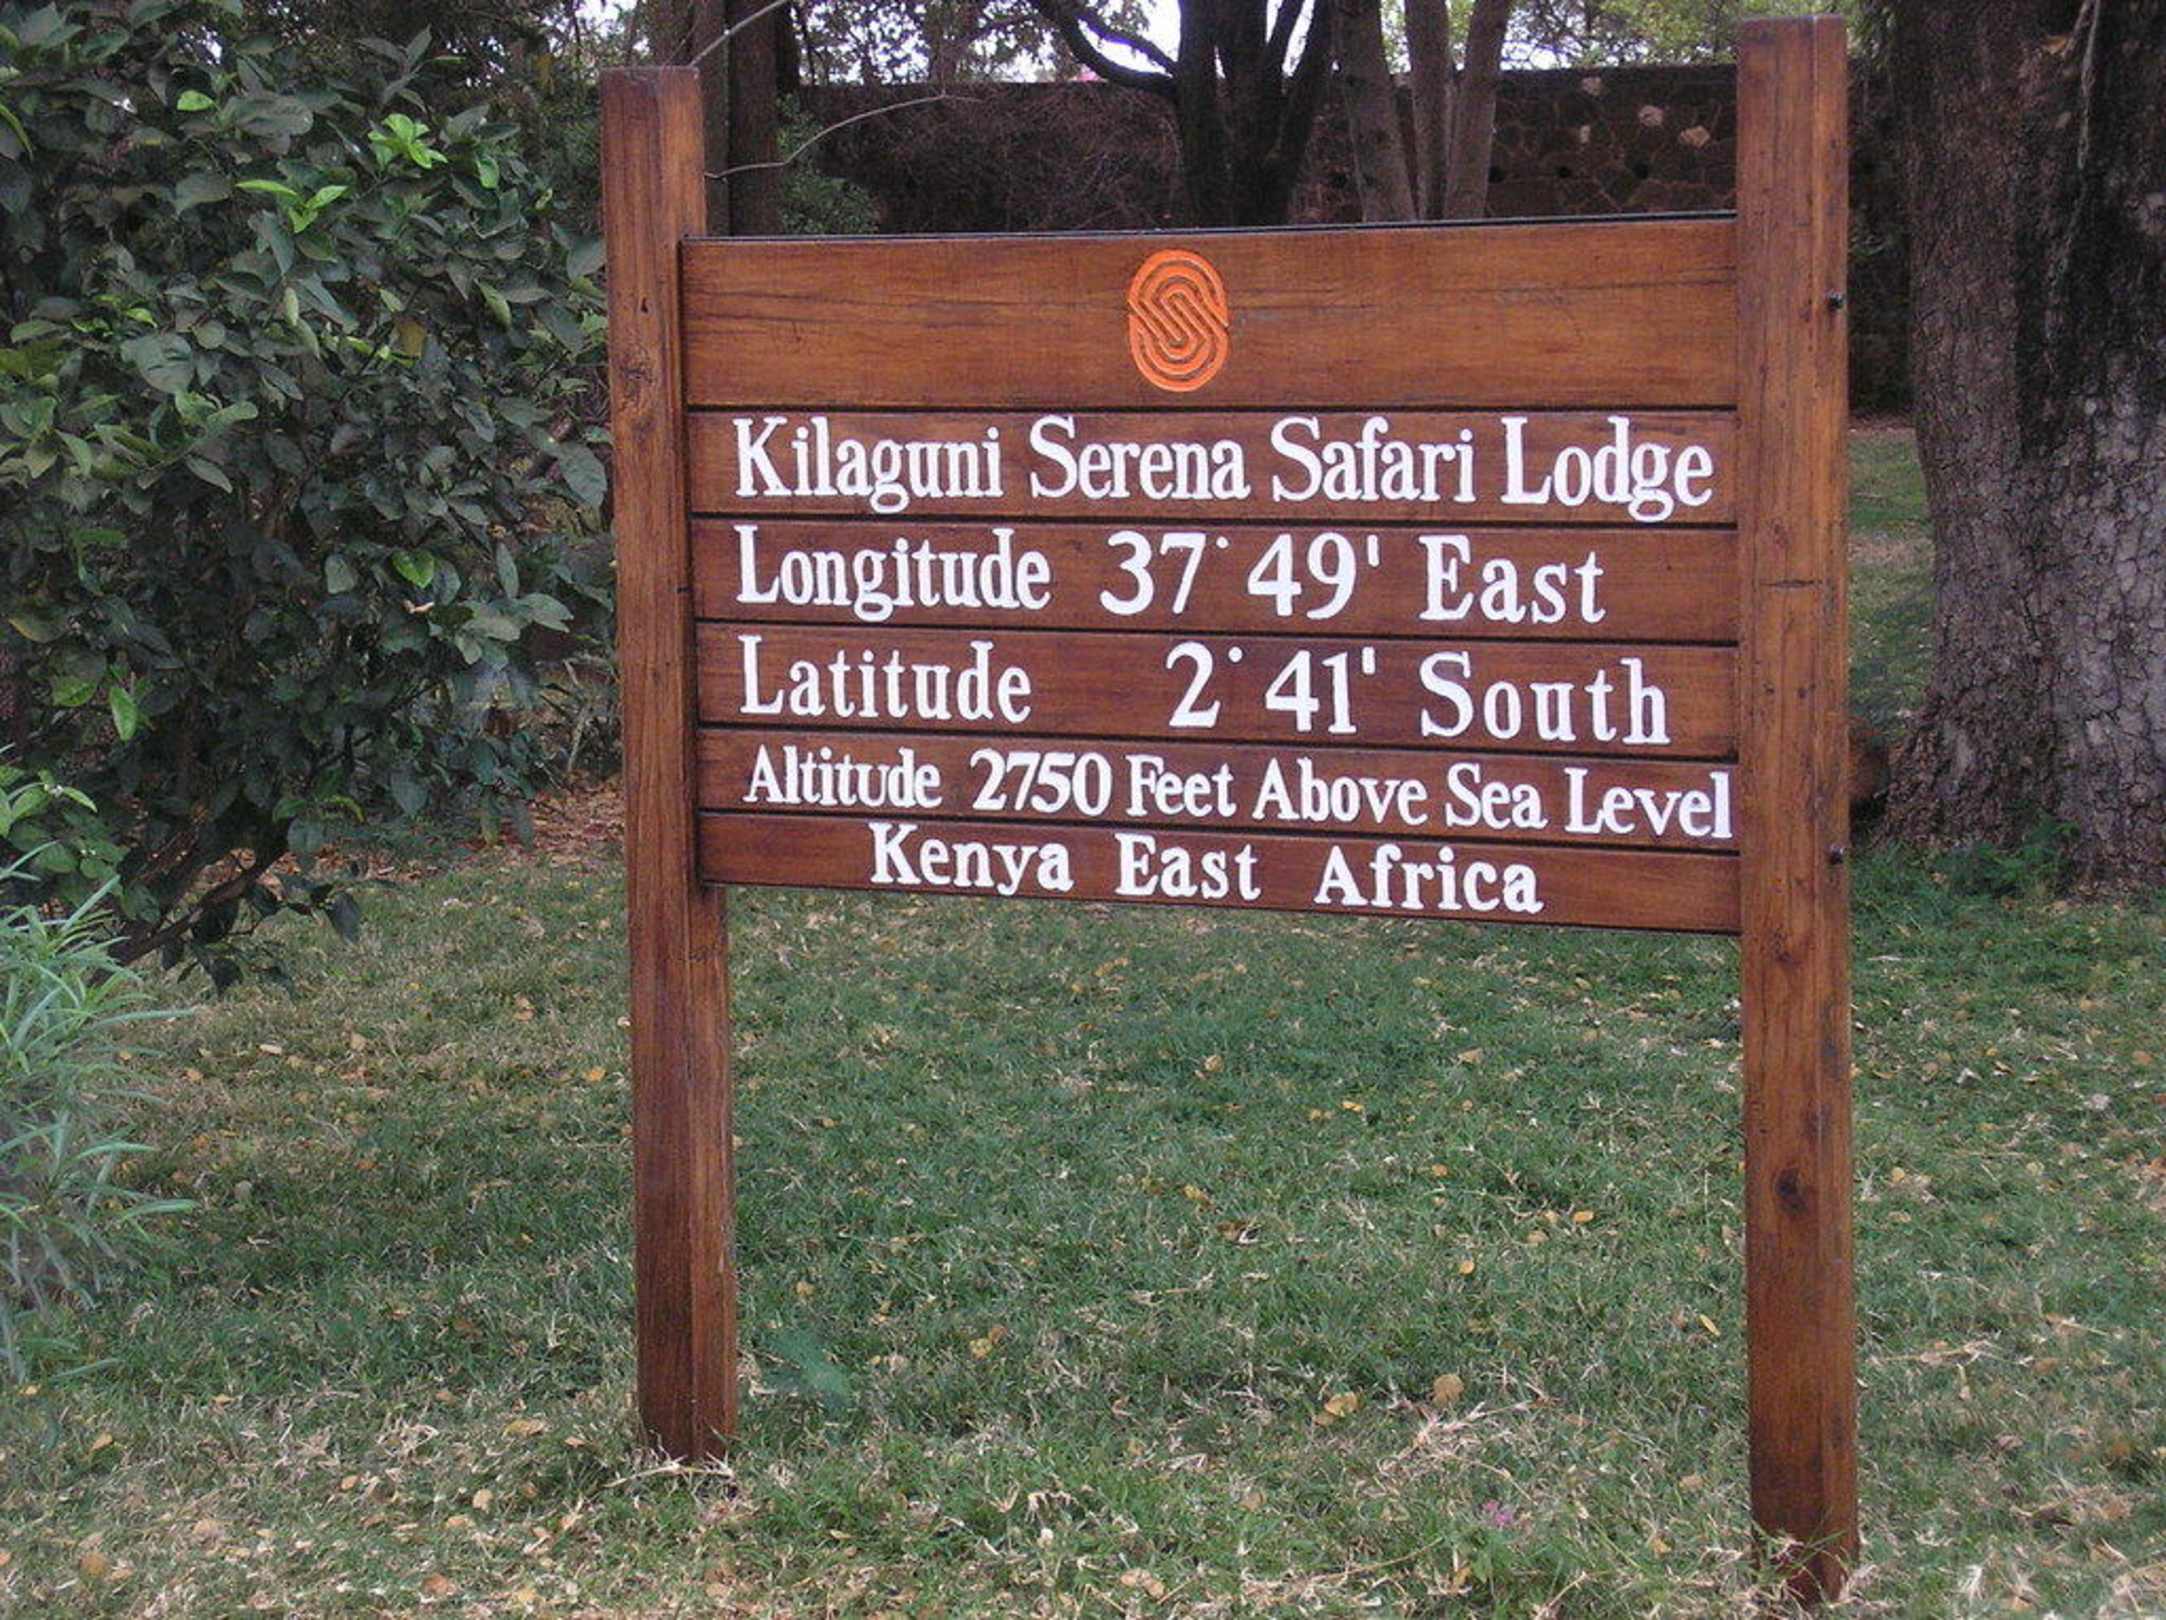 Kilaguni Serena Safari Lodge
Longitude 37° 49' East
Latitude 2° 41' South
Altitude 2750 Feet Above Sea Level
Kenya East Africa